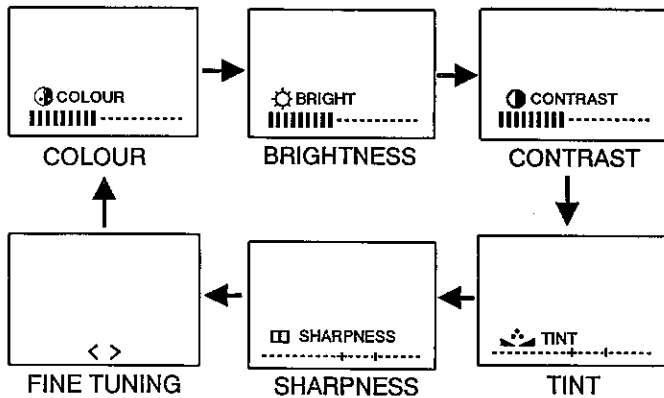 COLOUR
COLOUR
BRIGHT
BRIGHTNESS
CONTRAST
CONTRAST
TINT
TINT
SHARPNESS
SHARPNESS
< >
FINE TUNING